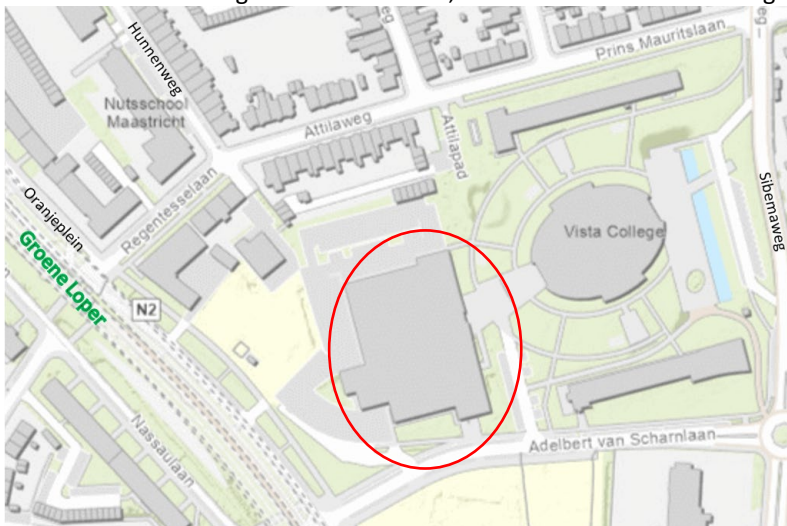 Prins Mauritslaan
Hunnenweg
Nutsschool
Maastricht
Attilaweg
Attilapad
Regentesselaan
Oranjeplein
Groene Loper
N2
Vista College
Sibemaweg
Nassaulaan
Adelbert van Scharnlaan